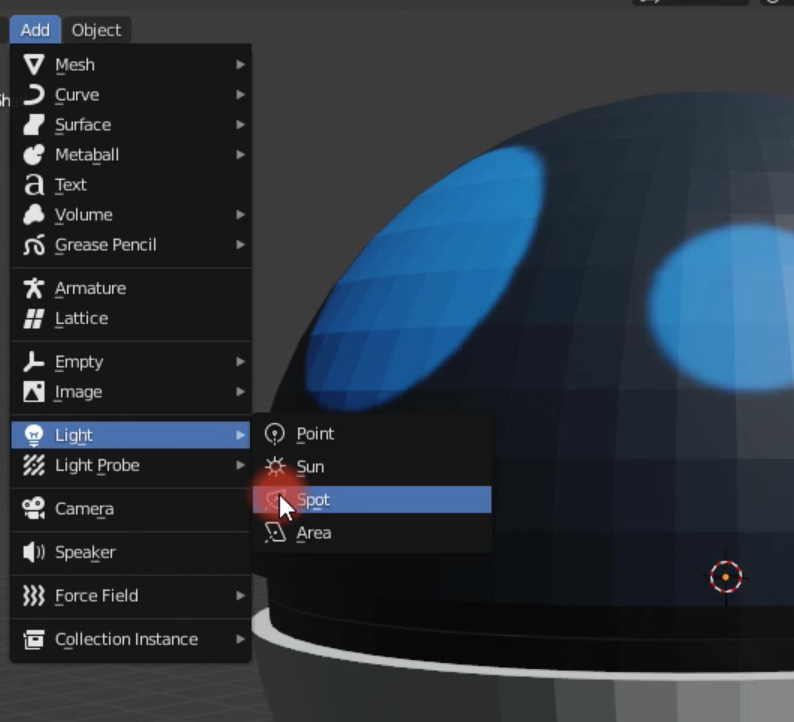 Add Object
Mesh
Curve
Surface
Metaball
Text
Volume
Grease Pencil
Armature
Lattice
Empty
Image
Light
Light Probe
Camera
Speaker
Force Field
Collection Instance
Point
Sun
Spot
Area